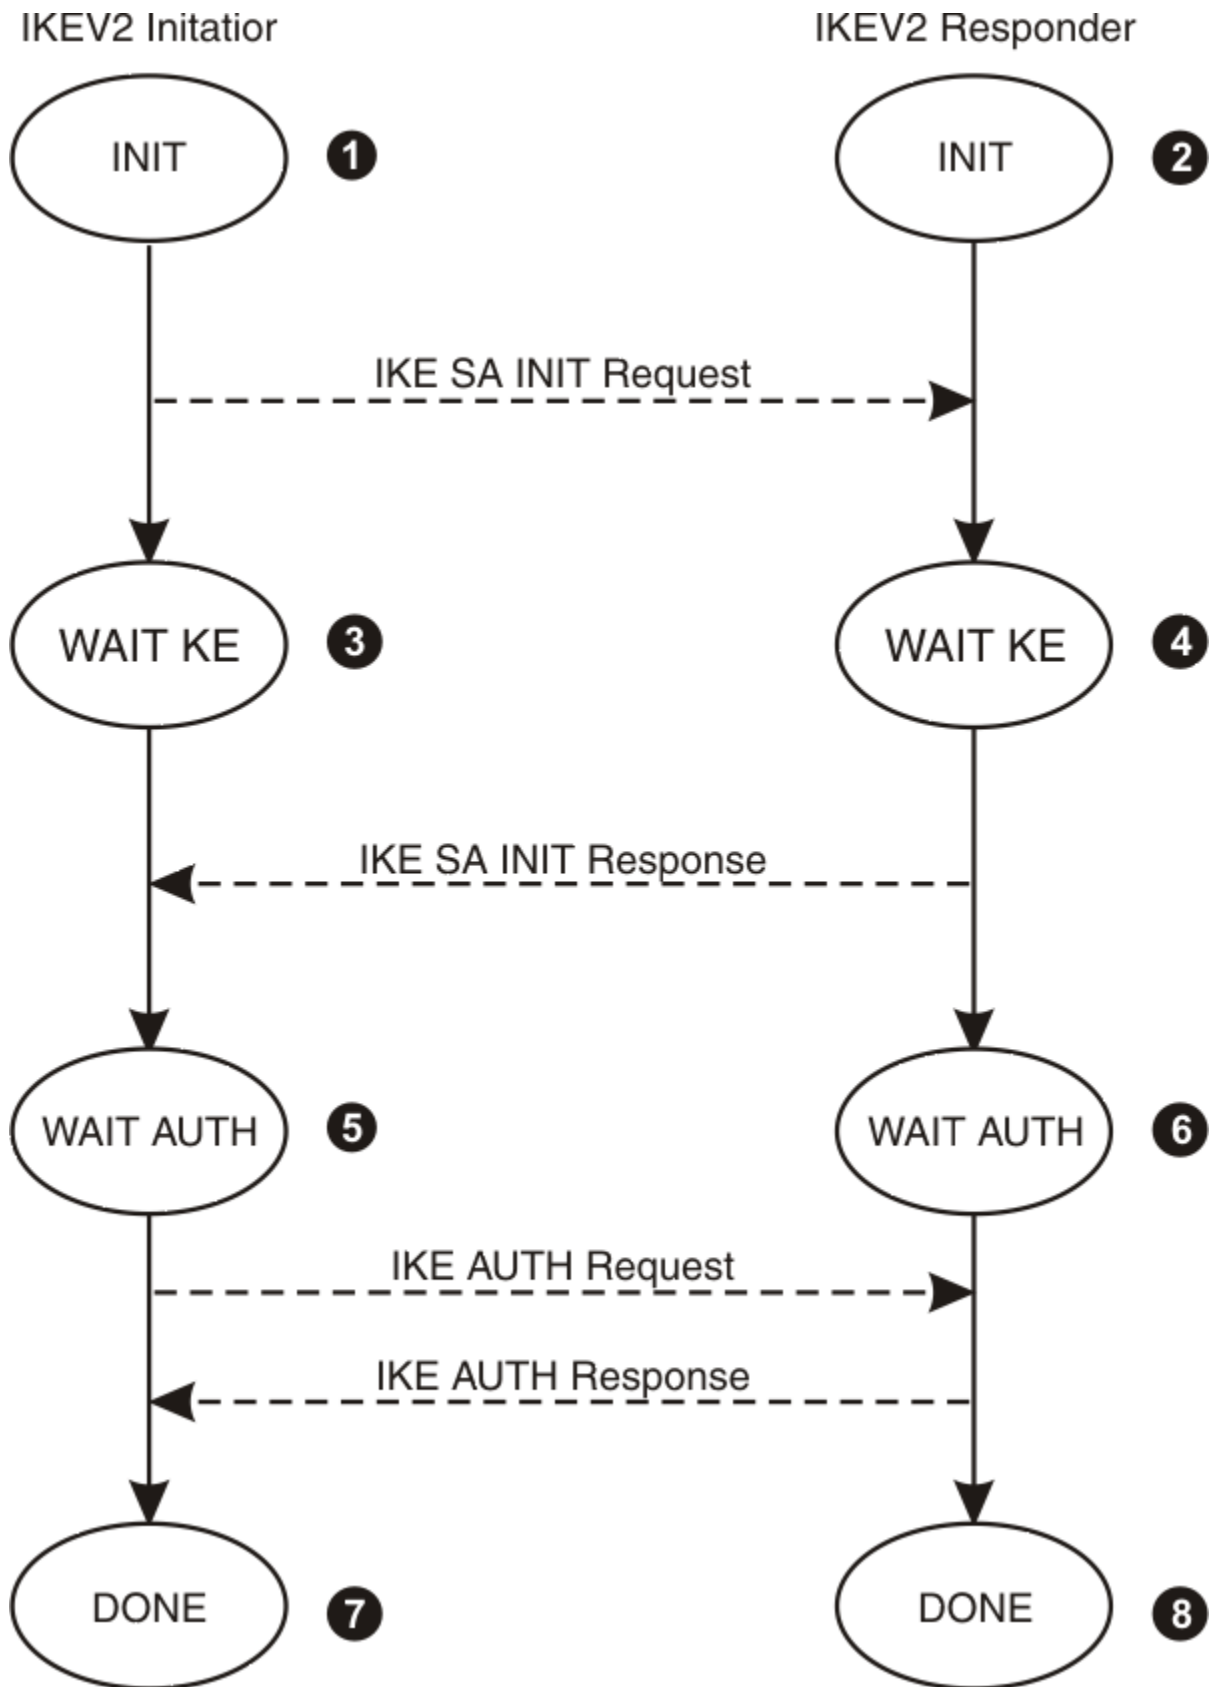 IKEV2 Initatior
IKEV2 Responder
INIT
1
INIT
2
IKE SA INIT Request
WAIT KE
3
WAIT KE
4
IKE SA INIT Response
WAIT AUTH
5
WAIT AUTH
6
IKE AUTH Request
IKE AUTH Response
DONE
7
DONE
8